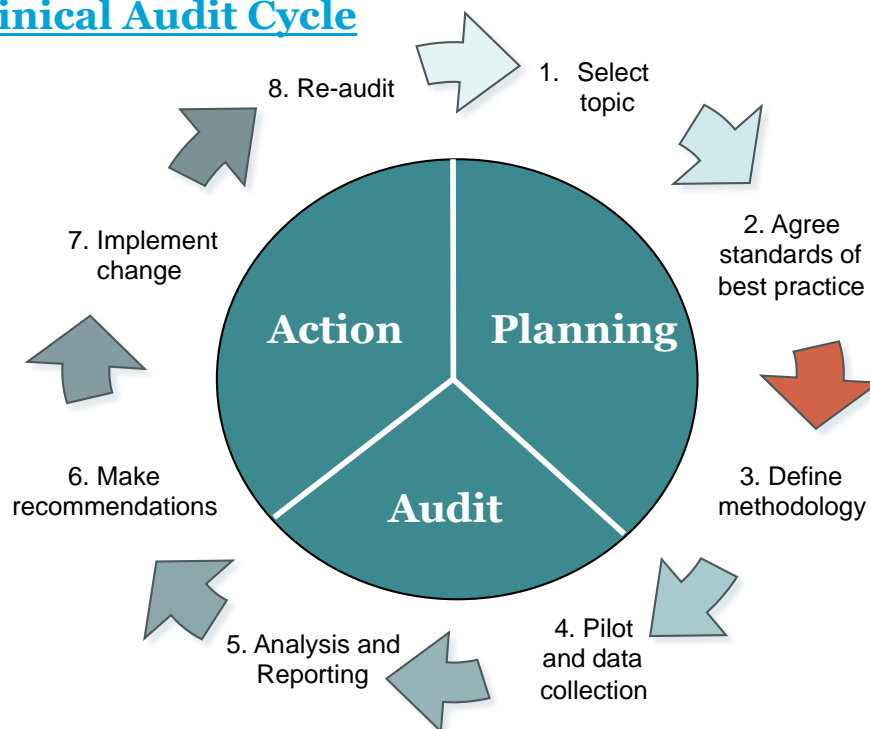 inical Audit Cycle
8. Re-audit
1. Select
topic
7. Implement
change
2. Agree
standards of
best practice
Action
Planning
6. Make
recommendations
3. Define
methodology
Audit
5. Analysis and
Reporting
4. Pilot
and data
collection